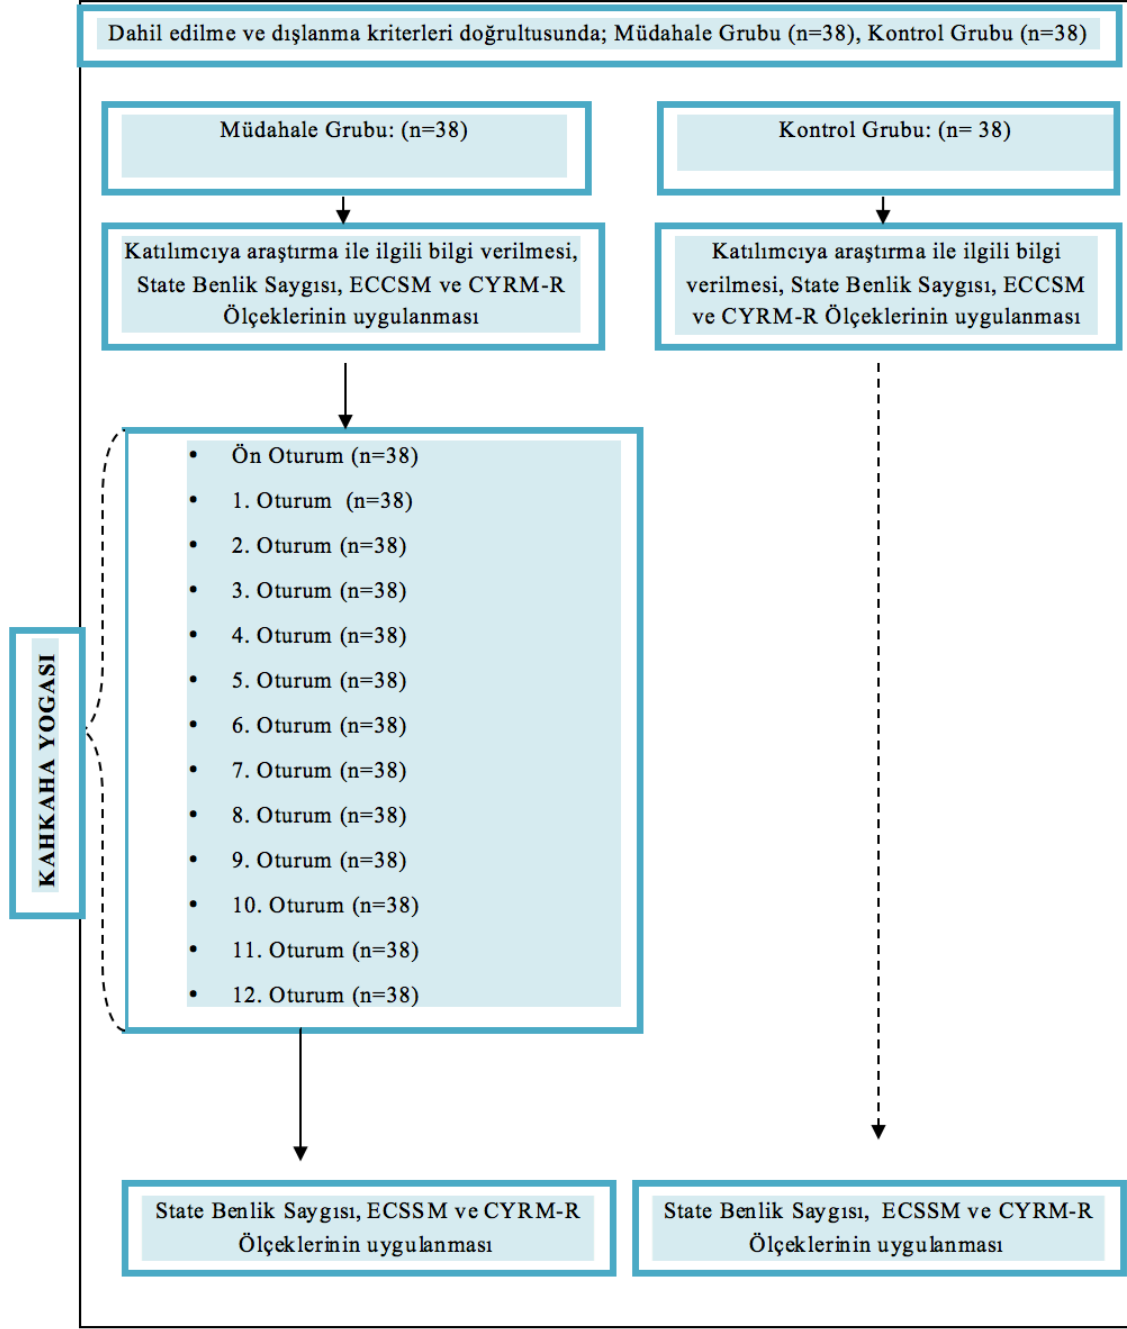 Dahil edilme ve dışlanma kriterleri doğrultusunda; Müdahale Grubu (n=38), Kontrol Grubu (n=38)
Müdahale Grubu: (n=38)
Kontrol Grubu: (n= 38)
Katılımcıya araştırma ile ilgili bilgi verilmesi,
State Benlik Saygısı, ECCSM ve CYRM-R
Ölçeklerinin uygulanması
Katılımcıya araştırma ile ilgili bilgi
verilmesi, State Benlik Saygısı, ECCSM
ve CYRM-R Ölçeklerinin uygulanması
KAHKAHA YOGASI
• Ön Oturum (n=38)
• 1. Oturum (n=38)
• 2. Oturum (n=38)
• 3. Oturum (n=38)
• 4. Oturum (n=38)
• 5. Oturum (n=38)
• 6. Oturum (n=38)
• 7. Oturum (n=38)
• 8. Oturum (n=38)
• 9. Oturum (n=38)
• 10. Oturum (n=38)
• 11. Oturum (n=38)
• 12. Oturum (n=38)
State Benlik Saygısı, ECSSM ve CYRM-R
Ölçeklerinin uygulanması
State Benlik Saygısı, ECSSM ve CYRM-R
Ölçeklerinin uygulanması